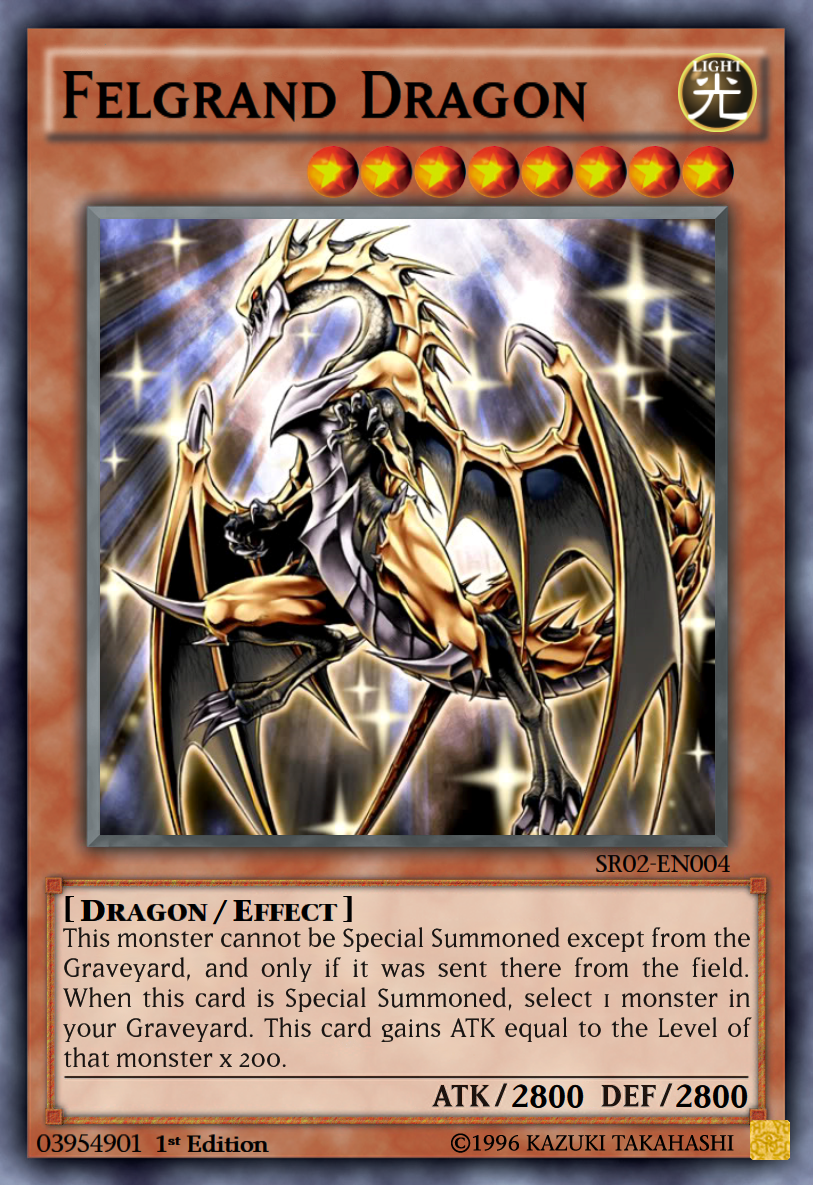 Felgrand Dragon
LIGHT
光
SR02-EN004
[ Dragon / Effect ]
This monster cannot be Special Summoned except from the
Graveyard, and only if it was sent there from the field.
When this card is Special Summoned, select 1 monster in
your Graveyard. This card gains ATK equal to the Level of
that monster x 200.
ATK/2800 DEF/2800
03954901 1st Edition ©1996 KAZUKI TAKAHASHI